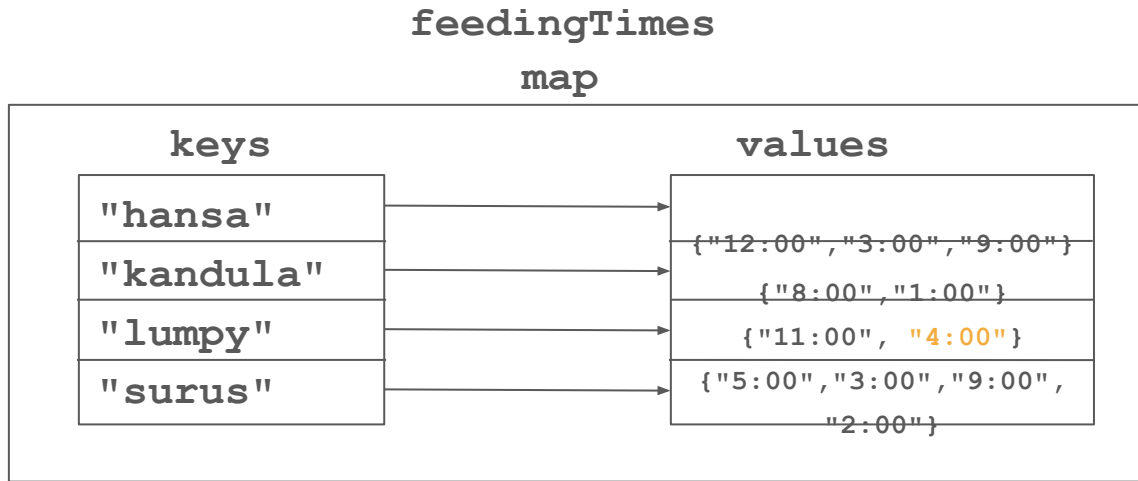 feedingTimes
map
keys
values
"hansa"
{"12:00","3:00","9:00"}
"kandula"
{"8:00","1:00"}
"lumpy"
{"11:00", "4:00"}
"surus"
{"5:00","3:00","9:00",
"2:00"}